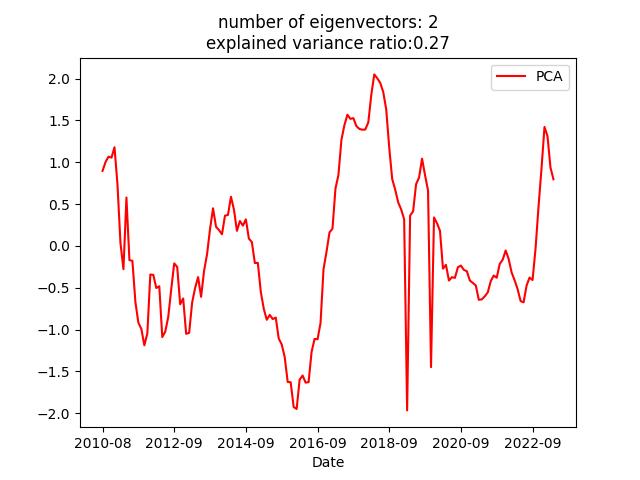 number of eigenvectors: 2
explained variance ratio:0.27
PCA
2.0
1.5
1.0
0.5
0.0
−0.5
−1.0
−1.5
−2.0
2010-08 2012-09 2014-09 2016-09 2018-09 2020-09 2022-09
Date